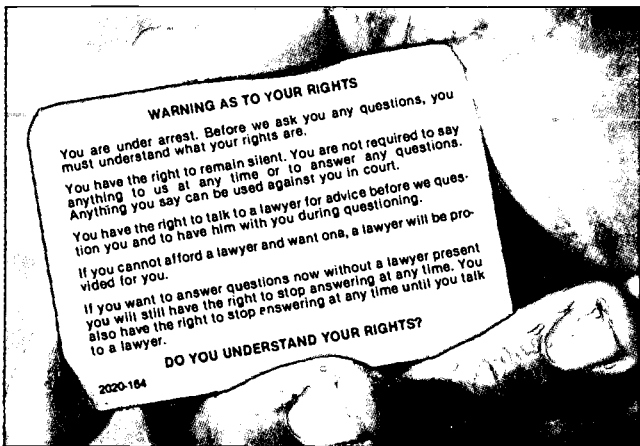 WARNING AS TO YOUR RIGHTS
You are under arrest. Before we ask you any questions, you
must understand what your rights are.
You have the right to remain silent. You are not required to say
anything to us at any time or to answer any questions.
Anything you say can be used against you in court.
You have the right to talk to a lawyer for advice before we ques-
tion you and to have him with you during questioning.
If you cannot afford a lawyer and want ona, a lawyer will be pro-
vided for you.
If you want to answer questions now without a lawyer present
you will still have the right to stop answering at any time. You
also have the right to stop answering at any time until you talk
to a lawyer.
DO YOU UNDERSTAND YOUR RIGHTS?
2020-164